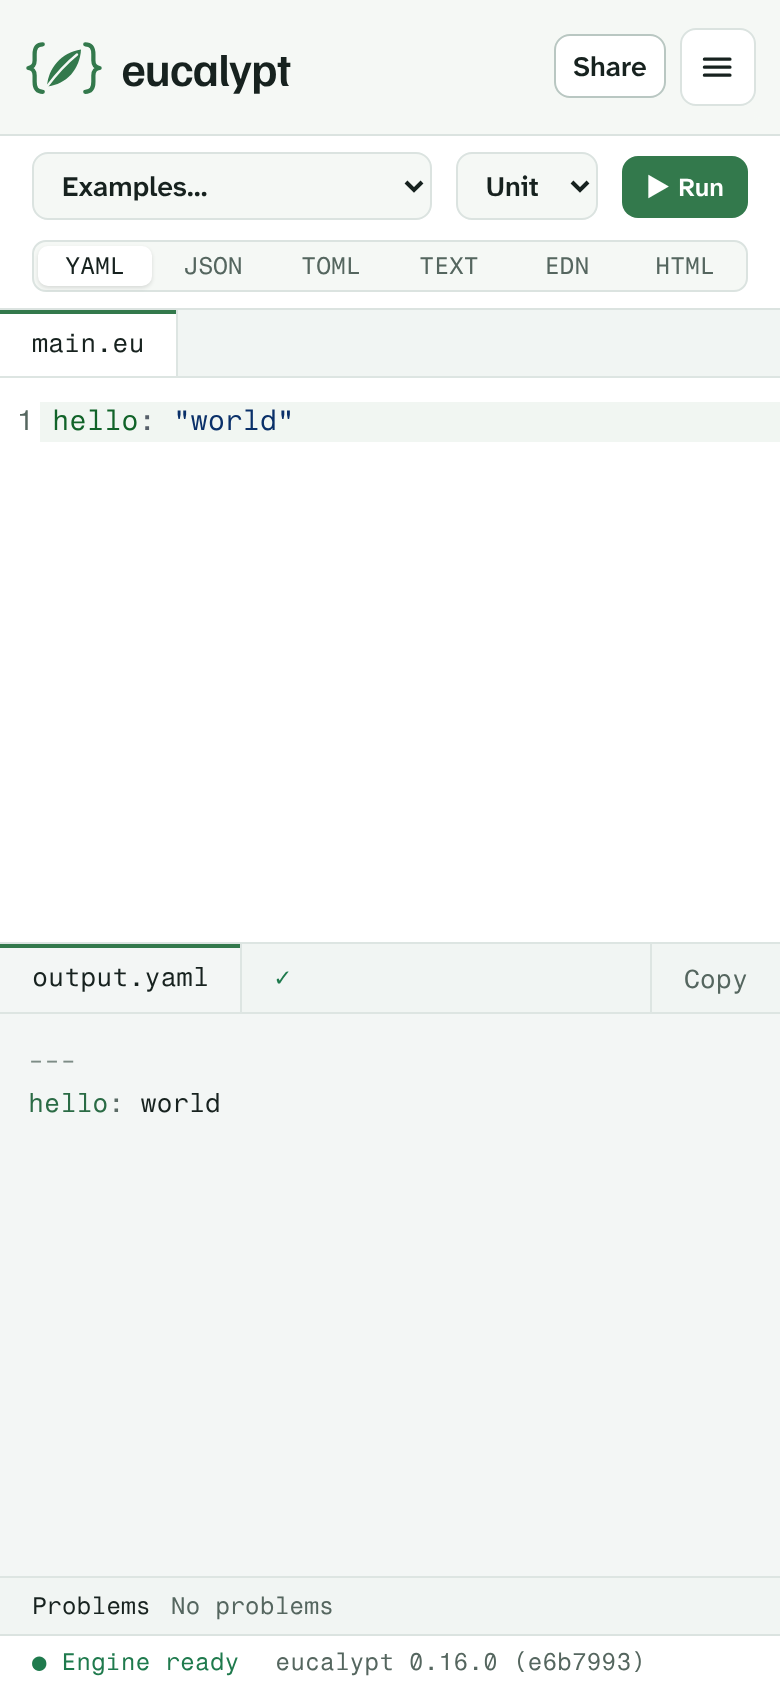 eucalypt
Share
Examples...
Unit
Run
YAML JSON TOML TEXT EDN HTML
main.eu
1 hello: "world"
output.yaml ✓ Copy
---
hello: world
Problems No problems
Engine ready eucalypt 0.16.0 (e6b7993)